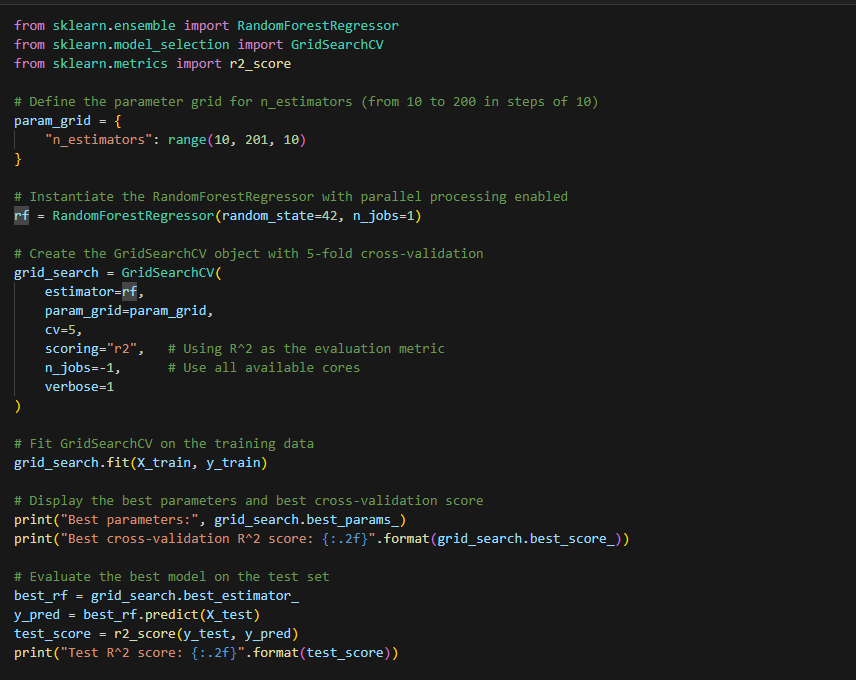 from sklearn.ensemble import RandomForestRegressor
from sklearn.model_selection import GridSearchCV
from sklearn.metrics import r2_score
# Define the parameter grid for n_estimators (from 10 to 200 in steps of 10)
param_grid = {
    "n_estimators": range(10, 201, 10)
}
# Instantiate the RandomForestRegressor with parallel processing enabled
rf = RandomForestRegressor(random_state=42, n_jobs=1)
# Create the GridSearchCV object with 5-fold cross-validation
grid_search = GridSearchCV(
    estimator=rf,
    param_grid=param_grid,
    cv=5,
    scoring="r2",   # Using R^2 as the evaluation metric
    n_jobs=-1,      # Use all available cores
    verbose=1
)
# Fit GridSearchCV on the training data
grid_search.fit(X_train, y_train)
# Display the best parameters and best cross-validation score
print("Best parameters:", grid_search.best_params_)
print("Best cross-validation R^2 score: {:.2f}".format(grid_search.best_score_))
# Evaluate the best model on the test set
best_rf = grid_search.best_estimator_
y_pred = best_rf.predict(X_test)
test_score = r2_score(y_test, y_pred)
print("Test R^2 score: {:.2f}".format(test_score))